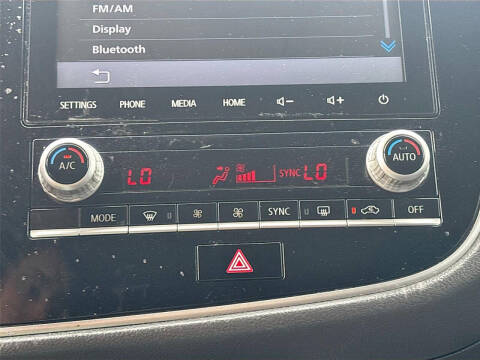 FM/AM
Display
Bluetooth
SETTINGS PHONE MEDIA HOME
A/C LO SYNC LO AUTO
MODE SYNC OFF